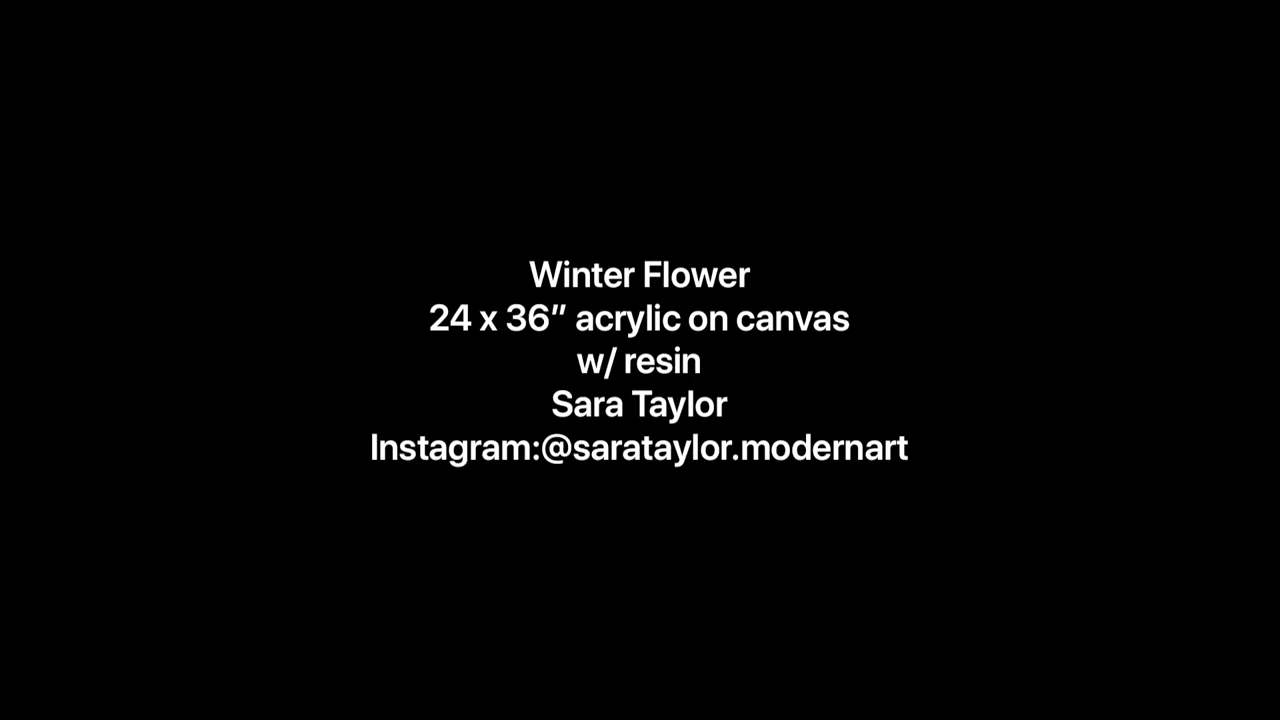 Winter Flower
24 x 36” acrylic on canvas
w/ resin
Sara Taylor
Instagram:@sarataylor.modernart